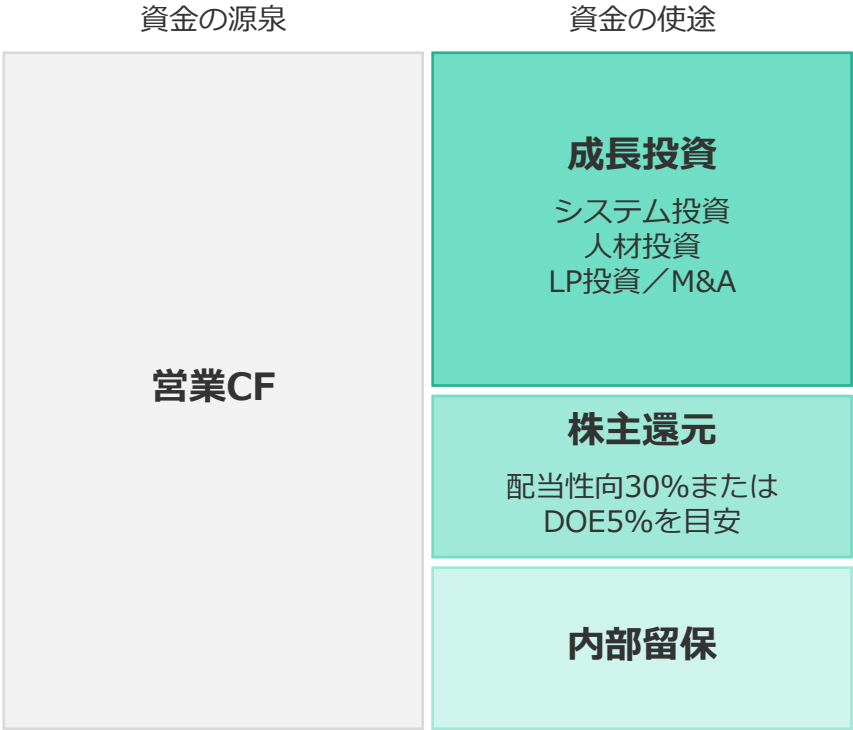 資金の源泉
資金の使途
営業CF
成長投資
システム投資
人材投資
LP投資／M&A
株主還元
配当性向30%または
DOE5%を目安
内部留保